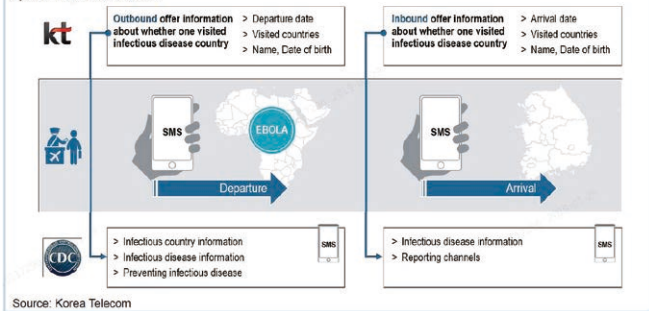 kt
Outbound offer information
about whether one visited
infectious disease country
> Departure date
> Visited countries
> Name, Date of birth
Inbound offer information
about whether one visited
infectious disease country
> Arrival date
> Visited countries
> Name, Date of birth
SMS
EBOLA
SMS
Departure
Arrival
CDC
> Infectious country information
> Infectious disease information
> Preventing infectious disease
SMS
> Infectious disease information
> Reporting channels
SMS
Source: Korea Telecom